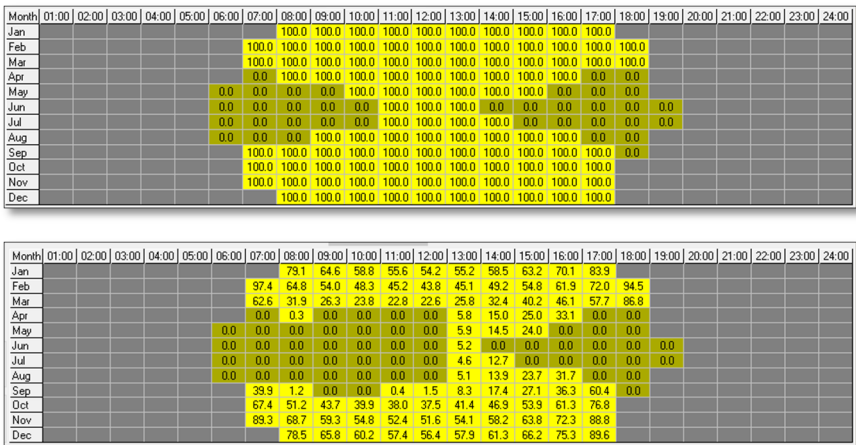 Month 01:00 02:00 03:00 04:00 05:00 06:00 07:00 08:00 09:00 10:00 11:00 12:00 13:00 14:00 15:00 16:00 17:00 18:00 19:00 20:00 21:00 22:00 23:00 24:00
Jan 100.0 100.0 100.0 100.0 100.0 100.0 100.0 100.0 100.0 100.0
Feb 100.0 100.0 100.0 100.0 100.0 100.0 100.0 100.0 100.0 100.0 100.0 100.0
Mar 100.0 100.0 100.0 100.0 100.0 100.0 100.0 100.0 100.0 100.0 100.0 100.0
Apr 0.0 100.0 100.0 100.0 100.0 100.0 100.0 100.0 100.0 100.0 0.0 0.0
May 0.0 0.0 0.0 0.0 100.0 100.0 100.0 100.0 100.0 100.0 0.0 0.0 0.0
Jun 0.0 0.0 0.0 0.0 0.0 100.0 100.0 100.0 0.0 0.0 0.0 0.0 0.0 0.0
Jul 0.0 0.0 0.0 0.0 0.0 100.0 100.0 100.0 100.0 0.0 0.0 0.0 0.0 0.0
Aug 0.0 0.0 0.0 100.0 100.0 100.0 100.0 100.0 100.0 100.0 100.0 0.0 0.0
Sep 100.0 100.0 100.0 100.0 100.0 100.0 100.0 100.0 100.0 100.0 100.0 0.0
Oct 100.0 100.0 100.0 100.0 100.0 100.0 100.0 100.0 100.0 100.0 100.0
Nov 100.0 100.0 100.0 100.0 100.0 100.0 100.0 100.0 100.0 100.0 100.0
Dec 100.0 100.0 100.0 100.0 100.0 100.0 100.0 100.0 100.0 100.0
Month 01:00 02:00 03:00 04:00 05:00 06:00 07:00 08:00 09:00 10:00 11:00 12:00 13:00 14:00 15:00 16:00 17:00 18:00 19:00 20:00 21:00 22:00 23:00 24:00
Jan 79.1 64.6 58.8 55.6 54.2 55.2 58.5 63.2 70.1 83.9
Feb 97.4 64.8 54.0 48.3 45.2 43.8 45.1 49.2 54.8 61.9 72.0 94.5
Mar 62.6 31.9 26.3 23.8 22.8 22.6 25.8 32.4 40.2 46.1 57.7 86.8
Apr 0.0 0.3 0.0 0.0 0.0 0.0 5.8 15.0 25.0 33.1 0.0 0.0
May 0.0 0.0 0.0 0.0 0.0 0.0 0.0 5.9 14.5 24.0 0.0 0.0 0.0
Jun 0.0 0.0 0.0 0.0 0.0 0.0 0.0 5.2 0.0 0.0 0.0 0.0 0.0 0.0
Jul 0.0 0.0 0.0 0.0 0.0 0.0 0.0 4.6 12.7 0.0 0.0 0.0 0.0 0.0
Aug 0.0 0.0 0.0 0.0 0.0 0.0 0.0 5.1 13.9 23.7 31.7 0.0 0.0
Sep 39.9 1.2 0.0 0.0 0.4 1.5 8.3 17.4 27.1 36.3 60.4 0.0
Oct 67.4 51.2 43.7 39.9 38.0 37.5 41.4 46.9 53.9 61.3 76.8
Nov 89.3 68.7 59.3 54.8 52.4 51.6 54.1 58.2 63.8 72.3 88.8
Dec 78.5 65.8 60.2 57.4 56.4 57.9 61.3 66.2 75.3 89.6